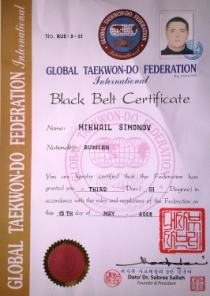 No. RUS-3-01
GLOBAL TAEKWON-DO FEDERATION
International
Black Belt Certificate
Name: MIKHAIL SIMONOV
Nationality: RUSSIAN
You are hereby certified that the Federation has
granted you THIRD Dan ( III Degree) in
accordance with the rules and regulations of the Federation on
this 15 TH day of MAY 2003
Dato' Dr. Sabree Salleh
Founder & President
GLOBAL TAEKWON-DO FEDERATION International